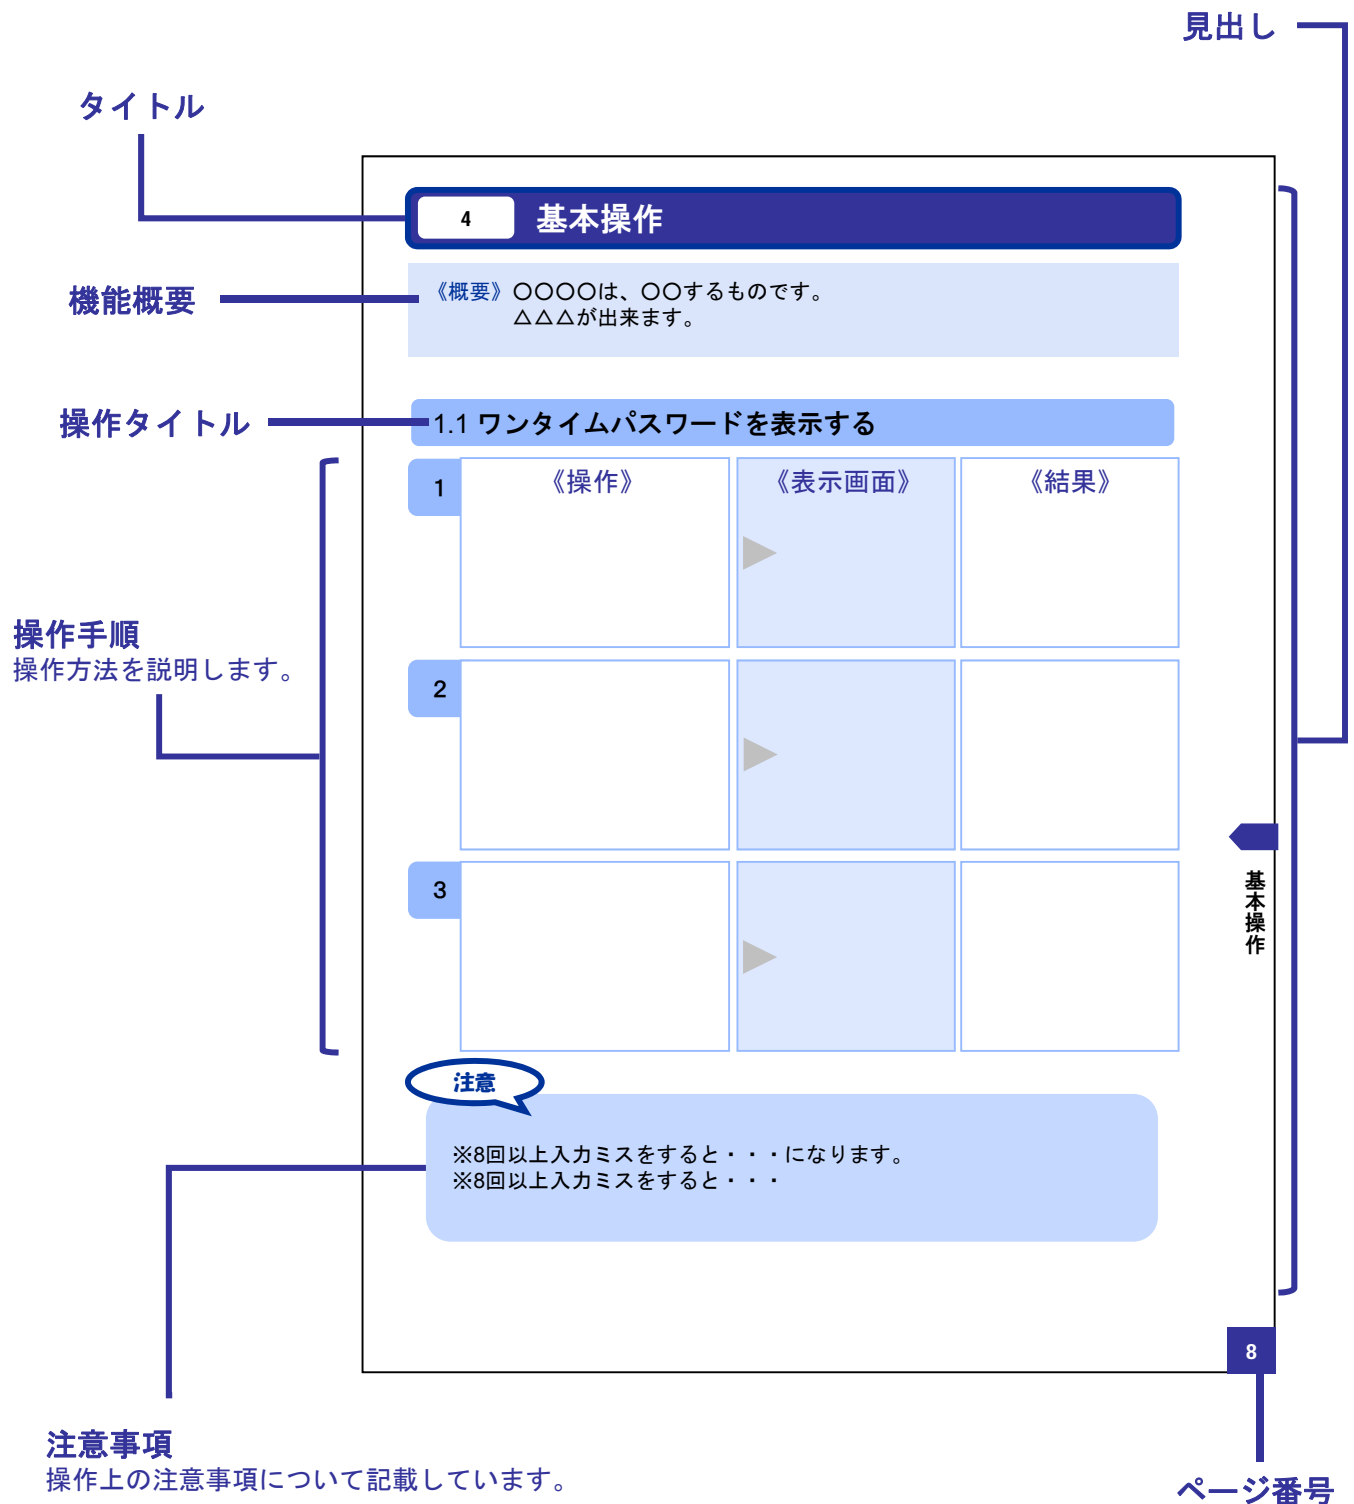 見出し
タイトル
4 基本操作
機能概要
《概要》〇〇〇〇は、〇〇するものです。
△△△が出来ます。
操作タイトル
1.1 ワンタイムパスワードを表示する
1 《操作》 《表示画面》 《結果》
操作手順
操作方法を説明します。
2
3
基本操作
注意
※8回以上入力ミスをすると・・・になります。
※8回以上入力ミスをすると・・・
8
注意事項
操作上の注意事項について記載しています。
ページ番号